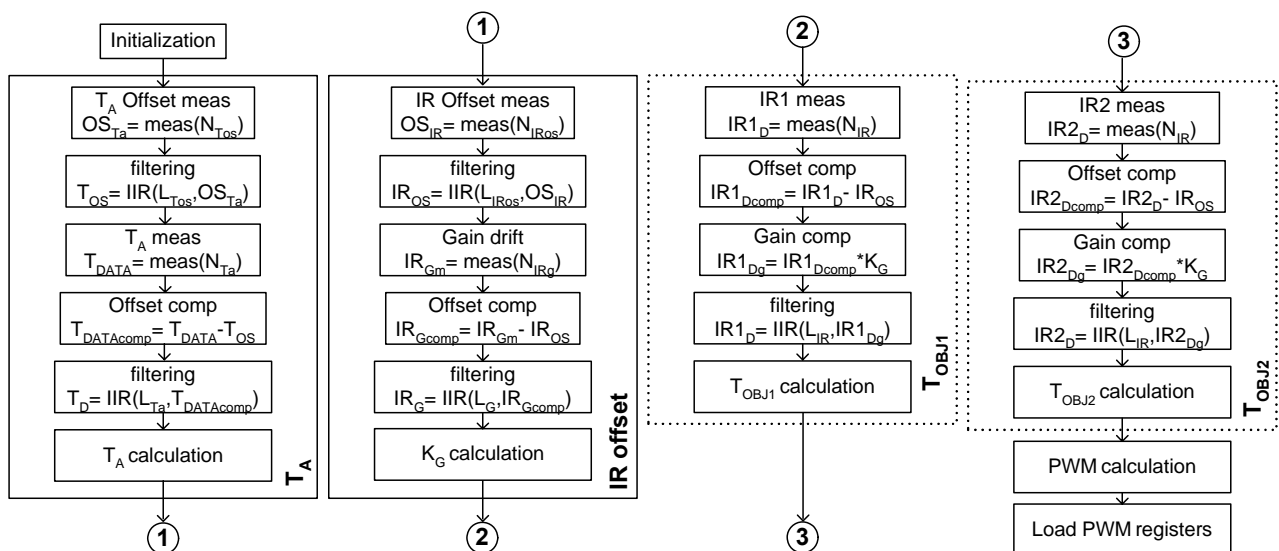 Initialization
T_A Offset meas
OS_Ta= meas(N_Tos)
filtering
T_OS= IIR(L_Tos,OS_Ta)
T_A meas
T_DATA= meas(N_Ta)
Offset comp
T_DATAcomp= T_DATA-T_OS
filtering
T_D= IIR(L_Ta,T_DATAcomp)
T_A calculation
T_A
1
1
IR Offset meas
OS_IR= meas(N_IRos)
filtering
IR_OS= IIR(L_IRos,OS_IR)
Gain drift
IR_Gm= meas(N_IRg)
Offset comp
IR_Gcomp= IR_Gm- IR_OS
filtering
IR_G= IIR(L_G,IR_Gcomp)
K_G calculation
IR offset
2
2
IR1 meas
IR1_D= meas(N_IR)
Offset comp
IR1_Dcomp= IR1_D- IR_OS
Gain comp
IR1_Dg= IR1_Dcomp*K_G
filtering
IR1_D= IIR(L_IR,IR1_Dg)
T_OBJ1 calculation
T_OBJ1
3
3
IR2 meas
IR2_D= meas(N_IR)
Offset comp
IR2_Dcomp= IR2_D- IR_OS
Gain comp
IR2_Dg= IR2_Dcomp*K_G
filtering
IR2_D= IIR(L_IR,IR2_Dg)
T_OBJ2 calculation
T_OBJ2
PWM calculation
Load PWM registers